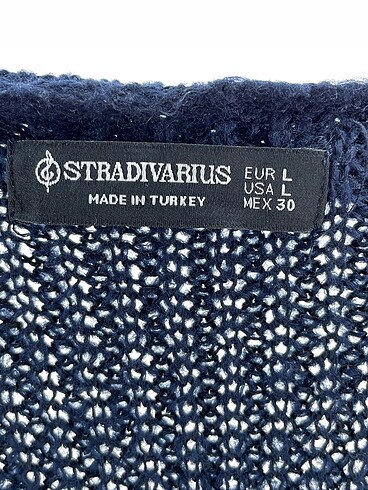 STRADIVARIUS
MADE IN TURKEY
EUR L
USA L
MEX 30